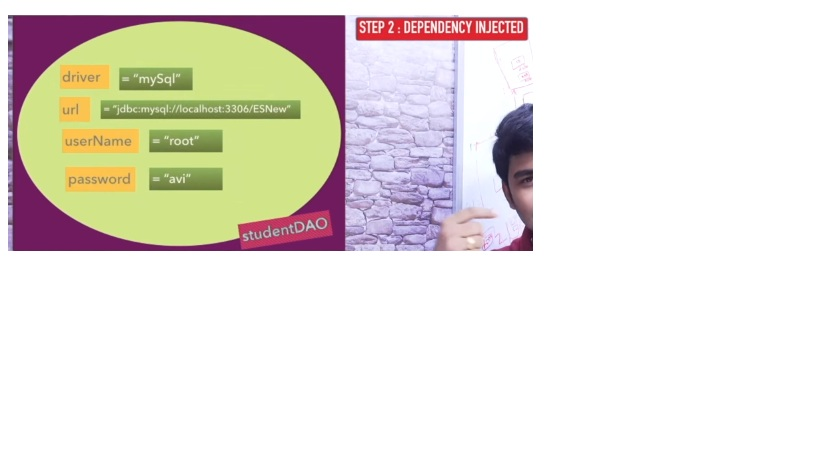 STEP 2 : DEPENDENCY INJECTED
driver = "mySql"
url = "jdbc:mysql://localhost:3306/ESNew"
userName = "root"
password = "avi"
studentDAO